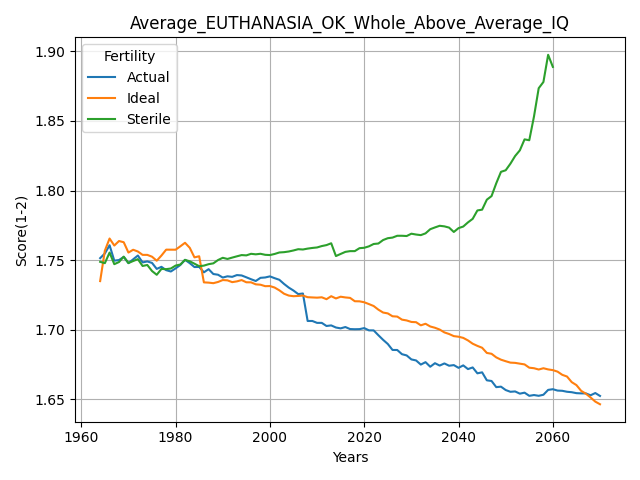 Average_EUTHANASIA_OK_Whole_Above_Average_IQ
Fertility
Actual
Ideal
Sterile
Score(1-2)
1.90
1.85
1.80
1.75
1.70
1.65
1960 1980 2000 2020 2040 2060
Years